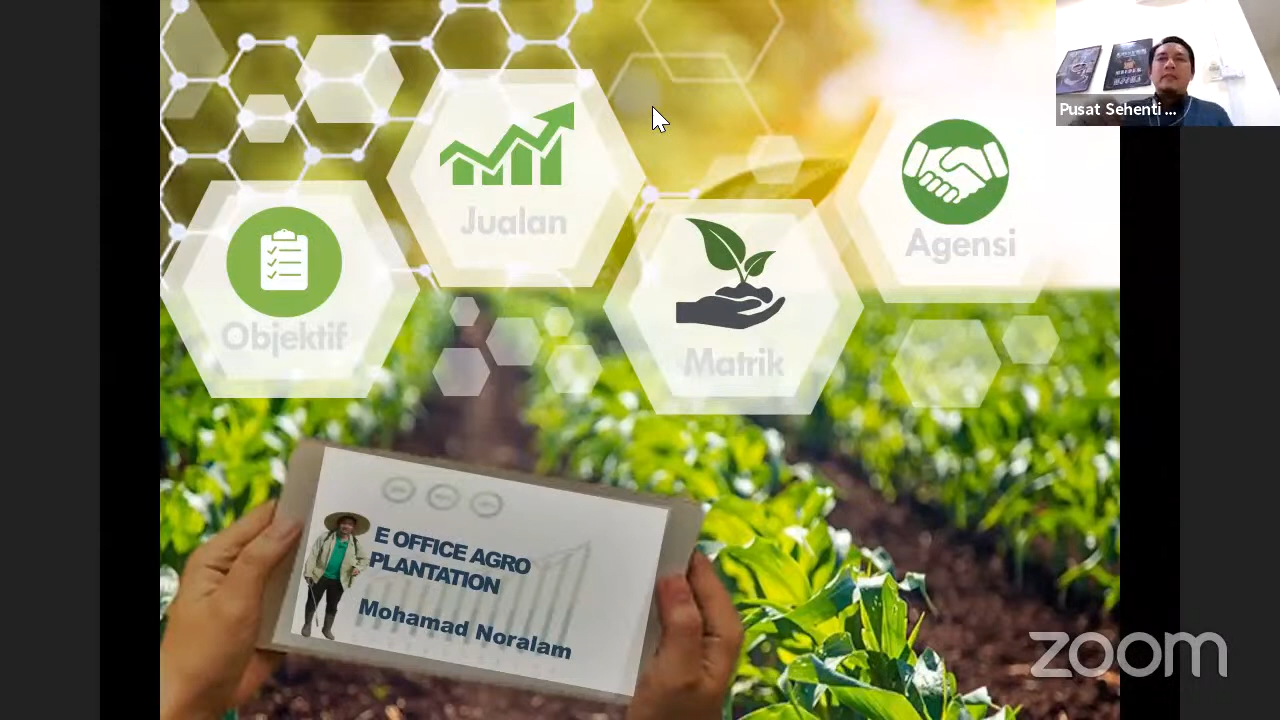 Pusat Sehenti ...
Jualan
Agensi
Objektif
Matrik
E OFFICE AGRO
PLANTATION
Mohamad Noralam
zoom